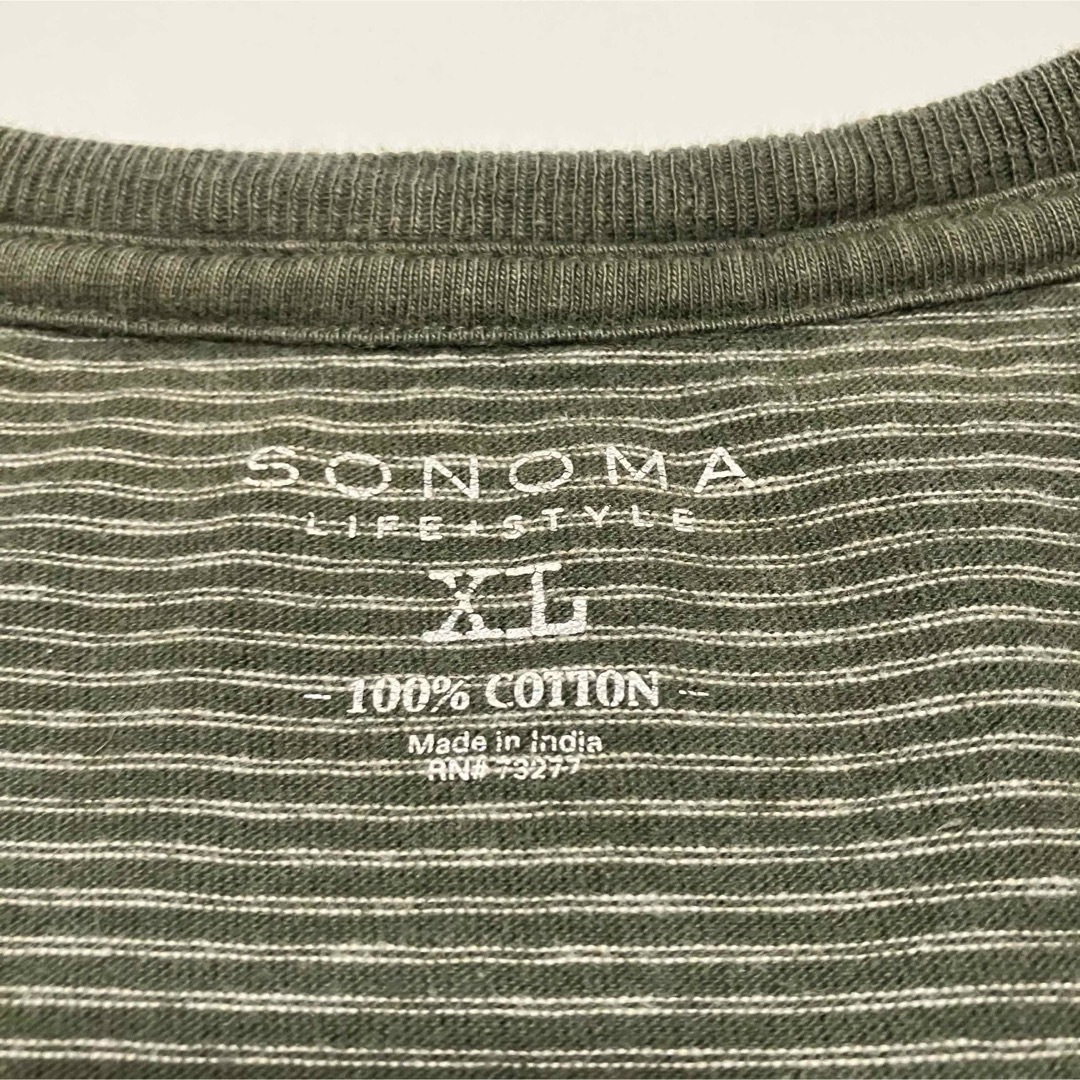 SONOMA
LIFE+STYLE
XL
- 100% COTTON -
Made in India
RN# 73277